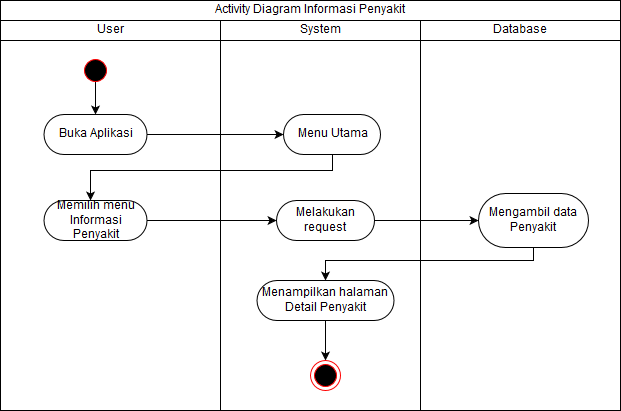 Activity Diagram Informasi Penyakit
User
System
Database
Buka Aplikasi
Menu Utama
Memilih menu
Informasi
Penyakit
Melakukan
request
Mengambil data
Penyakit
Menampilkan halaman
Detail Penyakit